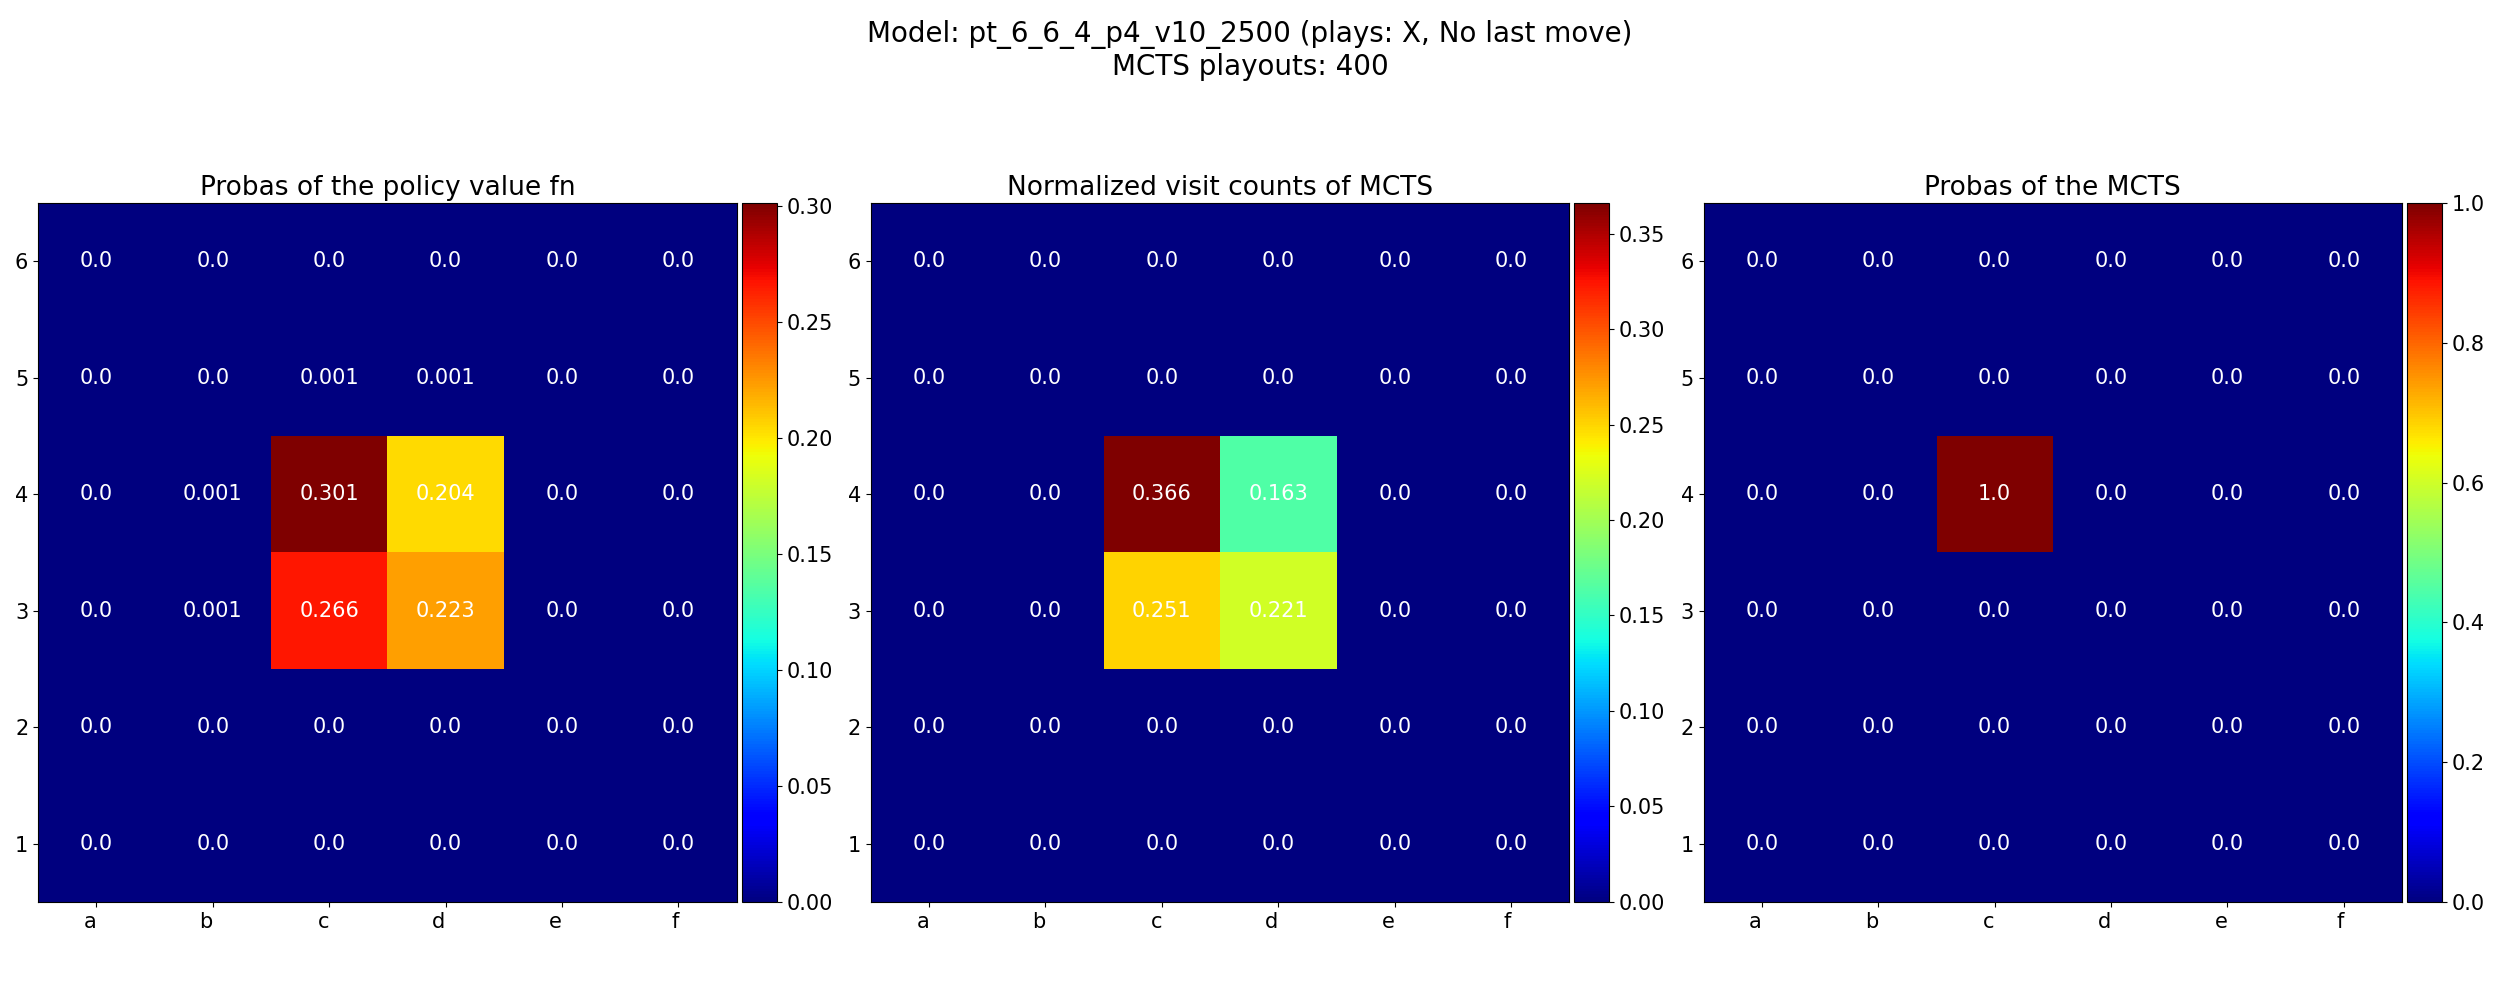 Model: pt_6_6_4_p4_v10_2500 (plays: X, No last move)
MCTS playouts: 400
Probas of the policy value fn
6 0.0 0.0 0.0 0.0 0.0 0.0
5 0.0 0.0 0.001 0.001 0.0 0.0
4 0.0 0.001 0.301 0.204 0.0 0.0
3 0.0 0.001 0.266 0.223 0.0 0.0
2 0.0 0.0 0.0 0.0 0.0 0.0
1 0.0 0.0 0.0 0.0 0.0 0.0
a b c d e f
0.30
0.25
0.20
0.15
0.10
0.05
0.00
Normalized visit counts of MCTS
6 0.0 0.0 0.0 0.0 0.0 0.0
5 0.0 0.0 0.0 0.0 0.0 0.0
4 0.0 0.0 0.366 0.163 0.0 0.0
3 0.0 0.0 0.251 0.221 0.0 0.0
2 0.0 0.0 0.0 0.0 0.0 0.0
1 0.0 0.0 0.0 0.0 0.0 0.0
a b c d e f
0.35
0.30
0.25
0.20
0.15
0.10
0.05
0.00
Probas of the MCTS
6 0.0 0.0 0.0 0.0 0.0 0.0
5 0.0 0.0 0.0 0.0 0.0 0.0
4 0.0 0.0 1.0 0.0 0.0 0.0
3 0.0 0.0 0.0 0.0 0.0 0.0
2 0.0 0.0 0.0 0.0 0.0 0.0
1 0.0 0.0 0.0 0.0 0.0 0.0
a b c d e f
1.0
0.8
0.6
0.4
0.2
0.0